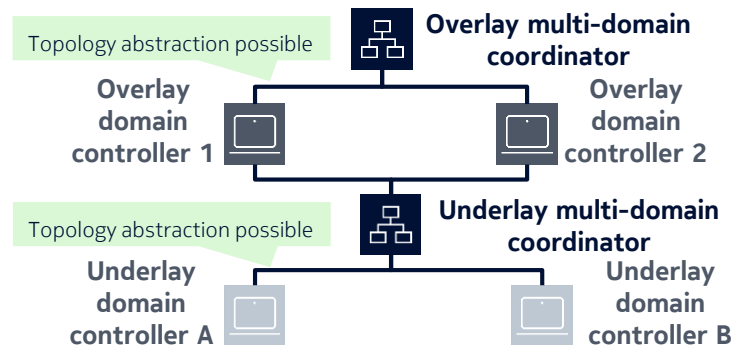 Topology abstraction possible
Overlay multi-domain
coordinator
Overlay
domain
controller 1
Overlay
domain
controller 2
Topology abstraction possible
Underlay multi-domain
coordinator
Underlay
domain
controller A
Underlay
domain
controller B